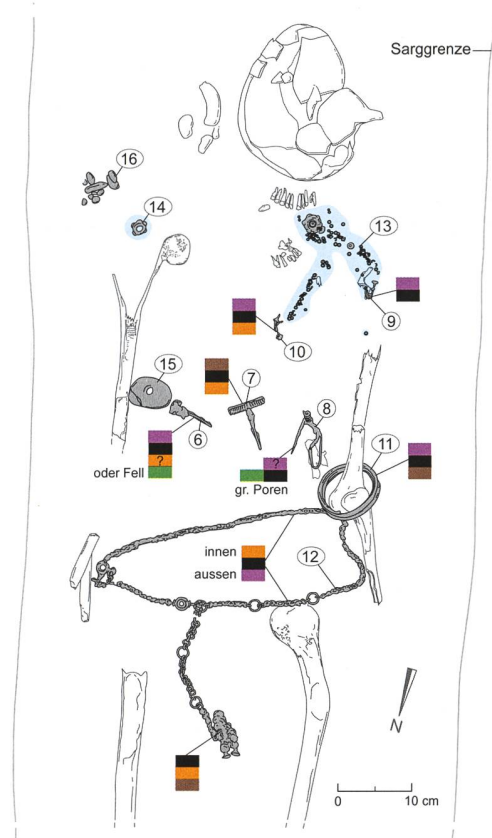 Sarggrenze
16
14
13
9
10
15
7
8
6
?
oder Fell
?
gr. Poren
11
innen
aussen
12
N
0
10 cm